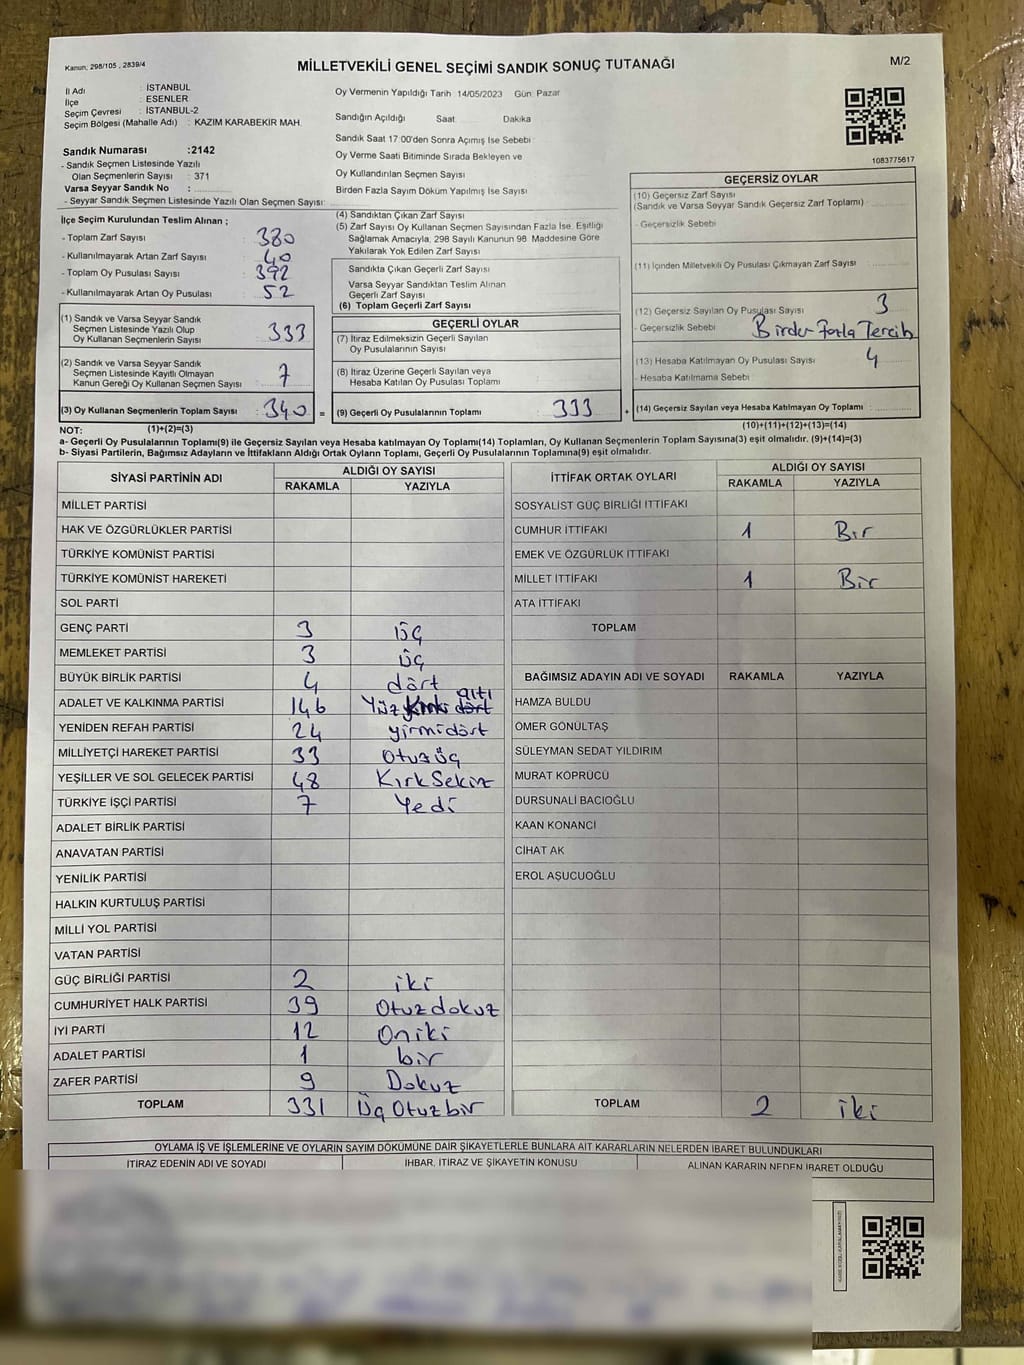 Kanun; 298/105 , 2839/4
MİLLETVEKİLİ GENEL SEÇİMİ SANDIK SONUÇ TUTANAĞI
M/2
İl Adı : İSTANBUL
İlçe : ESENLER
Seçim Çevresi : İSTANBUL-2
Seçim Bölgesi (Mahalle Adı) : KAZIM KARABEKİR MAH.
Sandık Numarası :2142
- Sandık Seçmen Listesinde Yazılı
Olan Seçmenlerin Sayısı : 371
Varsa Seyyar Sandık No :
- Seyyar Sandık Seçmen Listesinde Yazılı Olan Seçmen Sayısı:
Oy Vermenin Yapıldığı Tarih 14/05/2023 Gün: Pazar
Sandığın Açıldığı Saat Dakika
Sandık Saat 17:00'den Sonra Açımış İse Sebebi
Oy Verme Saati Bitiminde Sırada Bekleyen ve
Oy Kullandırılan Seçmen Sayısı
Birden Fazla Sayım Döküm Yapılmış İse Sayısı
1083775617
İlçe Seçim Kurulundan Teslim Alınan ;
- Toplam Zarf Sayısı : 380
- Kullanılmayarak Artan Zarf Sayısı : 40
- Toplam Oy Pusulası Sayısı : 392
- Kullanılmayarak Artan Oy Pusulası : 52
(1) Sandık ve Varsa Seyyar Sandık
Seçmen Listesinde Yazılı Olup
Oy Kullanan Seçmenlerin Sayısı : 333
(2) Sandık ve Varsa Seyyar Sandık
Seçmen Listesinde Kayıtlı Olmayan
Kanun Gereği Oy Kullanan Seçmen Sayısı : 7
(3) Oy Kullanan Seçmenlerin Toplam Sayısı : 340 =
(4) Sandıktan Çıkan Zarf Sayısı
(5) Zarf Sayısı Oy Kullanan Seçmen Sayısından Fazla İse, Eşitliği
Sağlamak Amacıyla, 298 Sayılı Kanunun 98. Maddesine Göre
Yakılarak Yok Edilen Zarf Sayısı
Sandıkta Çıkan Geçerli Zarf Sayısı
Varsa Seyyar Sandıktan Teslim Alınan
Geçerli Zarf Sayısı
(6) Toplam Geçerli Zarf Sayısı
GEÇERLİ OYLAR
(7) İtiraz Edilmeksizin Geçerli Sayılan
Oy Pusulalarının Sayısı
(8) İtiraz Üzerine Geçerli Sayılan veya
Hesaba Katılan Oy Pusulası Toplamı
(9) Geçerli Oy Pusulalarının Toplamı : 333 +
GEÇERSİZ OYLAR
(10) Geçersiz Zarf Sayısı
(Sandık ve Varsa Seyyar Sandık Geçersiz Zarf Toplamı) :
- Geçersizlik Sebebi
(11) İçinden Milletvekili Oy Pusulası Çıkmayan Zarf Sayısı
(12) Geçersiz Sayılan Oy Pusulası Sayısı : 3
- Geçersizlik Sebebi : Birden fazla Tercih
(13) Hesaba Katılmayan Oy Pusulası Sayısı : 4
- Hesaba Katılmama Sebebi
(14) Geçersiz Sayılan veya Hesaba Katılmayan Oy Toplamı :
NOT: (1)+(2)=(3)
(10)+(11)+(12)+(13)=(14)
a- Geçerli Oy Pusulalarının Toplamı(9) ile Geçersiz Sayılan veya Hesaba katılmayan Oy Toplamı(14) Toplamları, Oy Kullanan Seçmenlerin Toplam Sayısına(3) eşit olmalıdır. (9)+(14)=(3)
b- Siyasi Partilerin, Bağımsız Adayların ve İttifakların Aldığı Ortak Oyların Toplamı, Geçerli Oy Pusulalarının Toplamına(9) eşit olmalıdır.
SİYASİ PARTİNİN ADI ALDIĞI OY SAYISI
RAKAMLA YAZIYLA
MİLLET PARTİSİ
HAK VE ÖZGÜRLÜKLER PARTİSİ
TÜRKİYE KOMÜNİST PARTİSİ
TÜRKİYE KOMÜNİST HAREKETİ
SOL PARTİ
GENÇ PARTİ 3 üç
MEMLEKET PARTİSİ 3 üç
BÜYÜK BİRLİK PARTİSİ 4 dört
ADALET VE KALKINMA PARTİSİ 146 Yüz kırk dört altı
YENİDEN REFAH PARTİSİ 24 yirmidört
MİLLİYETÇİ HAREKET PARTİSİ 33 Otuzüç
YEŞİLLER VE SOL GELECEK PARTİSİ 48 KırkSekiz
TÜRKİYE İŞÇİ PARTİSİ 7 Yedi
ADALET BİRLİK PARTİSİ
ANAVATAN PARTİSİ
YENİLİK PARTİSİ
HALKIN KURTULUŞ PARTİSİ
MİLLİ YOL PARTİSİ
VATAN PARTİSİ
GÜÇ BİRLİĞİ PARTİSİ 2 iki
CUMHURİYET HALK PARTİSİ 39 Otuzdokuz
İYİ PARTİ 12 Oniki
ADALET PARTİSİ 1 bir
ZAFER PARTİSİ 9 Dokuz
TOPLAM 331 Üç Otuzbir
İTTİFAK ORTAK OYLARI ALDIĞI OY SAYISI
RAKAMLA YAZIYLA
SOSYALİST GÜÇ BİRLİĞİ İTTİFAKI
CUMHUR İTTİFAKI 1 Bir
EMEK VE ÖZGÜRLÜK İTTİFAKI
MİLLET İTTİFAKI 1 Bir
ATA İTTİFAKI
TOPLAM
BAĞIMSIZ ADAYIN ADI VE SOYADI RAKAMLA YAZIYLA
HAMZA BULDU
ÖMER GÖNÜLTAŞ
SÜLEYMAN SEDAT YILDIRIM
MURAT KÖPRÜCÜ
DURSUNALİ BACIOĞLU
KAAN KONANCİ
CİHAT AK
EROL AŞUCUOĞLU
TOPLAM 2 iki
OYLAMA İŞ VE İŞLEMLERİNE VE OYLARIN SAYIM DÖKÜMÜNE DAİR ŞİKAYETLERLE BUNLARA AİT KARARLARIN NELERDEN İBARET BULUNDUKLARI
İTİRAZ EDENİN ADI VE SOYADI İHBAR, İTİRAZ VE ŞİKAYETİN KONUSU ALINAN KARARIN NEDEN İBARET OLDUĞU